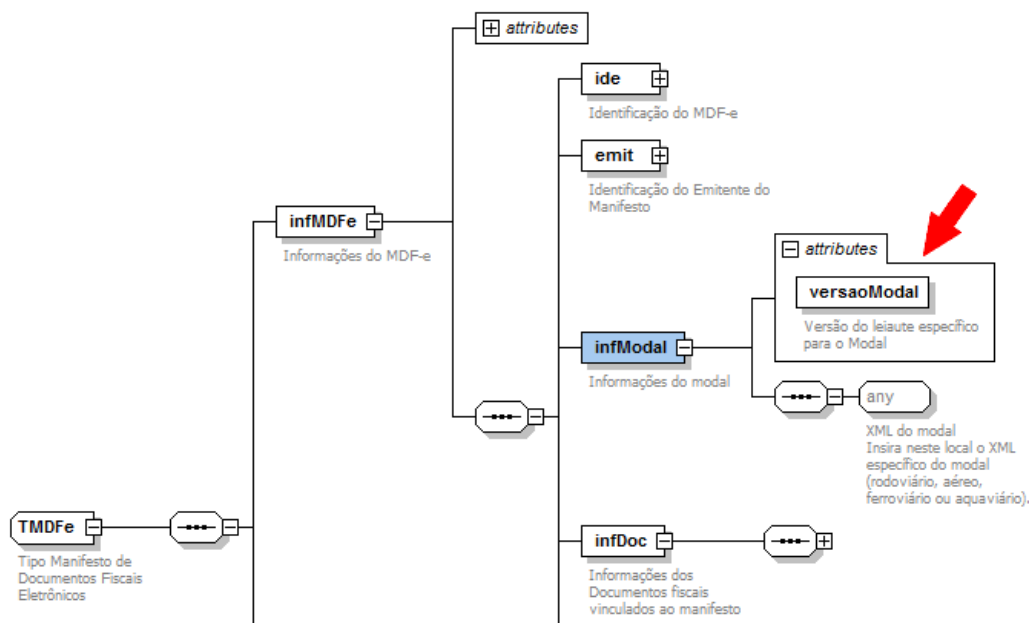 attributes
ide
Identificação do MDF-e
emit
Identificação do Emitente do
Manifesto
infMDFe
Informações do MDF-e
attributes
versaoModal
Versão do leiaute específico
para o Modal
infModal
Informações do modal
any
XML do modal
Insira neste local o XML
específico do modal
(rodoviário, aéreo,
ferroviário ou aquaviário).
TMDFe
Tipo Manifesto de
Documentos Fiscais
Eletrônicos
infDoc
Informações dos
Documentos fiscais
vinculados ao manifesto